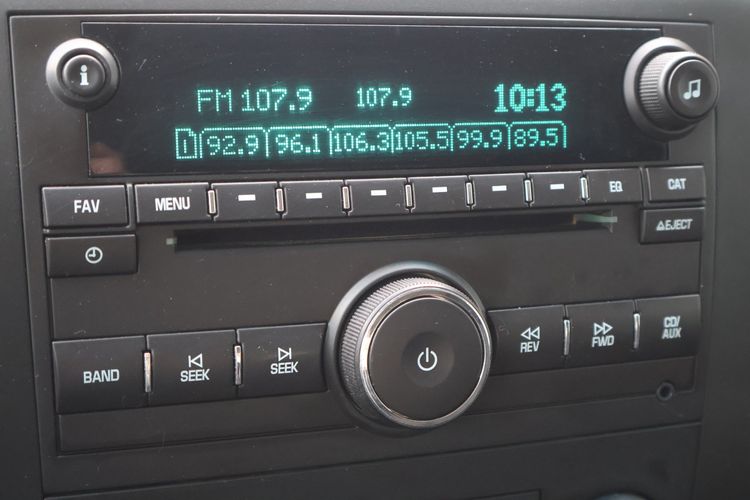 i
FM 107.9 107.9 10:13
1 92.9 96.1 106.3 105.5 99.9 89.5
FAV MENU EQ CAT
EJECT
BAND SEEK SEEK REV FWD CD/
AUX